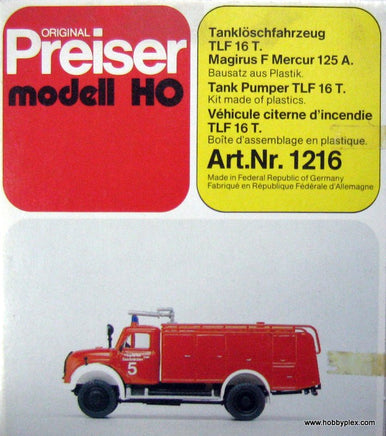 ORIGINAL
Preiser
modell HO
Tanklöschfahrzeug
TLF 16 T.
Magirus F Mercur 125 A.
Bausatz aus Plastik.
Tank Pumper TLF 16 T.
Kit made of plastics.
Véhicule citerne d'incendie
TLF 16 T.
Boîte d'assemblage en plastique.
Art.Nr. 1216
Made in Federal Republic of Germany
Fabriqué en République Fédérale d'Allemagne
5
www.hobbyplex.com